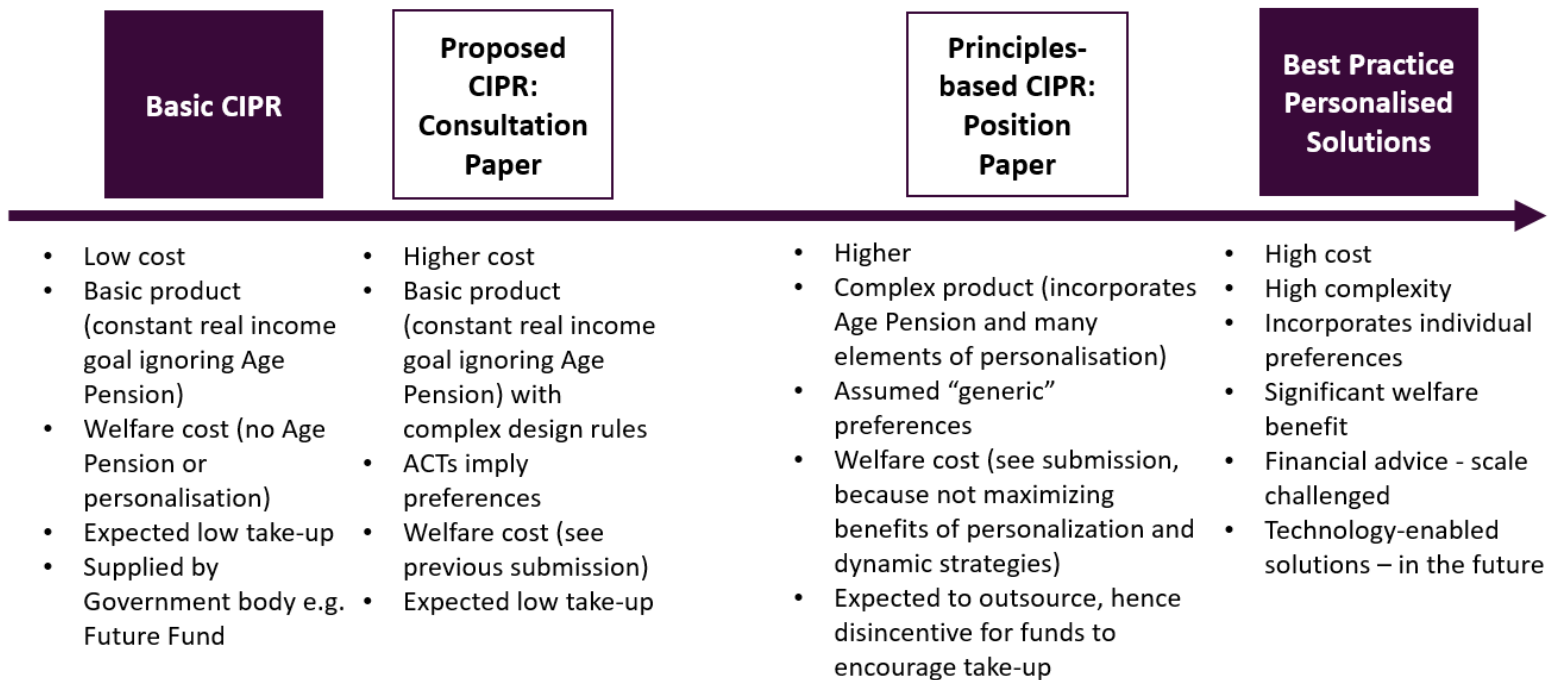 Basic CIPR
Proposed
CIPR:
Consultation
Paper
Principles-
based CIPR:
Position
Paper
Best Practice
Personalised
Solutions
• Low cost
• Basic product
(constant real income
goal ignoring Age
Pension)
• Welfare cost (no Age
Pension or
personalisation)
• Expected low take-up
• Supplied by
Government body e.g.
Future Fund
• Higher cost
• Basic product
(constant real income
goal ignoring Age
Pension) with
complex design rules
• ACTs imply
preferences
• Welfare cost (see
previous submission)
• Expected low take-up
• Higher
• Complex product (incorporates
Age Pension and many
elements of personalisation)
• Assumed “generic”
preferences
• Welfare cost (see submission,
because not maximizing
benefits of personalization and
dynamic strategies)
• Expected to outsource, hence
disincentive for funds to
encourage take-up
• High cost
• High complexity
• Incorporates individual
preferences
• Significant welfare
benefit
• Financial advice - scale
challenged
• Technology-enabled
solutions – in the future